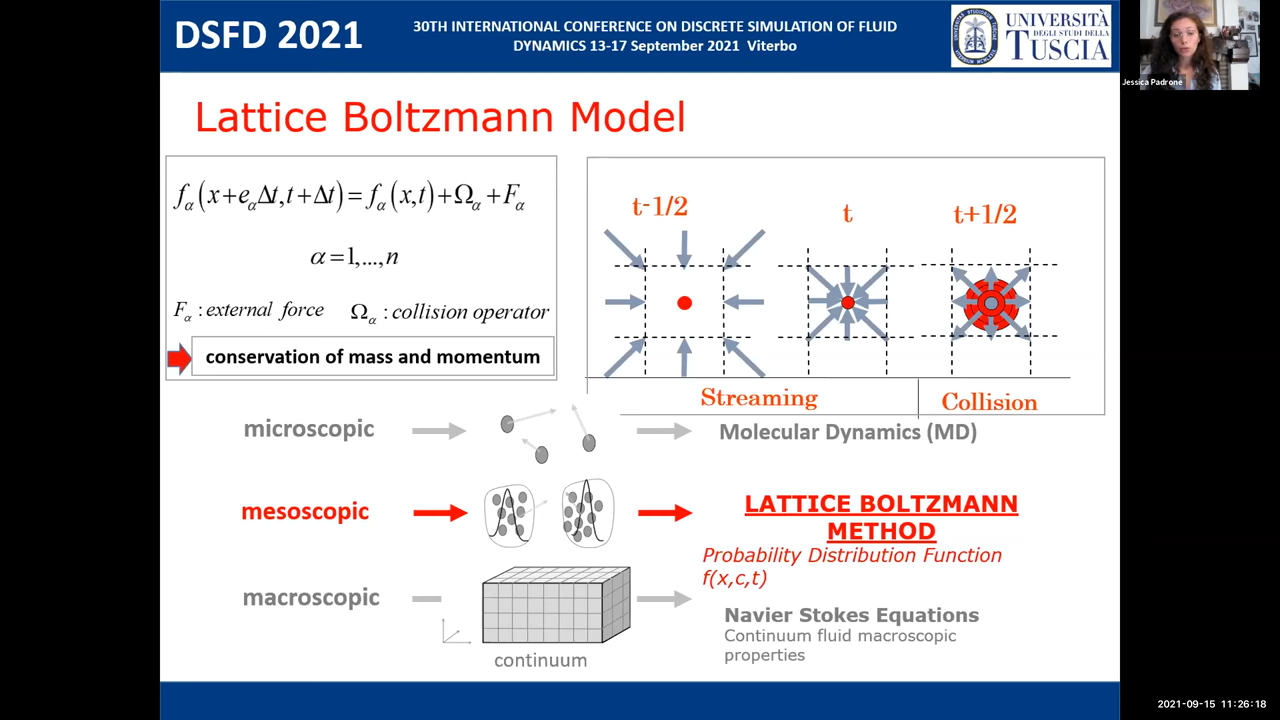 DSFD 2021
30TH INTERNATIONAL CONFERENCE ON DISCRETE SIMULATION OF FLUID
DYNAMICS 13-17 September 2021 Viterbo
UNIVERSITÀ
DEGLI STUDI DELLA
TUSCIA
Jessica Padrone
Lattice Boltzmann Model
fα(x+eαΔt,t+Δt)=fα(x,t)+Ωα+Fα
α=1,...,n
Fα : external force Ωα : collision operator
conservation of mass and momentum
t-1/2 t t+1/2
Streaming Collision
microscopic Molecular Dynamics (MD)
mesoscopic LATTICE BOLTZMANN
METHOD
Probability Distribution Function
f(x,c,t)
macroscopic Navier Stokes Equations
Continuum fluid macroscopic
properties
continuum
2021-09-15 11:26:18